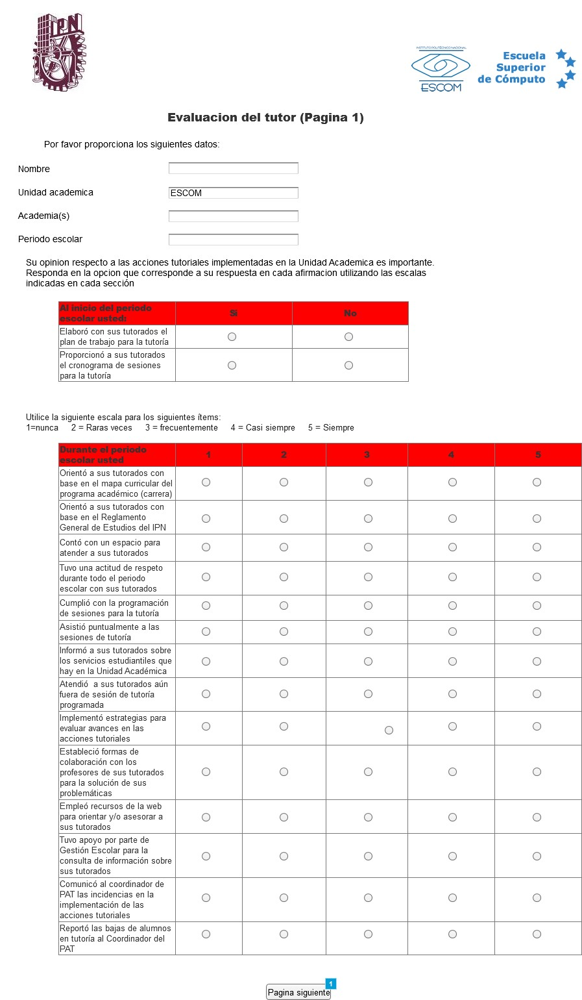 IPN
INSTITUTO POLITÉCNICO NACIONAL
ESCOM
Escuela
Superior
de Cómputo
Evaluacion del tutor (Pagina 1)
Por favor proporciona los siguientes datos:
Nombre
Unidad academica ESCOM
Academia(s)
Periodo escolar
Su opinion respecto a las acciones tutoriales implementadas en la Unidad Academica es importante.
Responda en la opcion que corresponde a su respuesta en cada afirmacion utilizando las escalas
indicadas en cada sección
Al inicio del periodo
escolar usted: Si No
Elaboró con sus tutorados el
plan de trabajo para la tutoría
Proporcionó a sus tutorados
el cronograma de sesiones
para la tutoría
Utilice la siguiente escala para los siguientes ítems:
1=nunca 2 = Raras veces 3 = frecuentemente 4 = Casi siempre 5 = Siempre
Durante el periodo
escolar usted 1 2 3 4 5
Orientó a sus tutorados con
base en el mapa curricular del
programa académico (carrera)
Orientó a sus tutorados con
base en el Reglamento
General de Estudios del IPN
Contó con un espacio para
atender a sus tutorados
Tuvo una actitud de respeto
durante todo el periodo
escolar con sus tutorados
Cumplió con la programación
de sesiones para la tutoría
Asistió puntualmente a las
sesiones de tutoría
Informó a sus tutorados sobre
los servicios estudiantiles que
hay en la Unidad Académica
Atendió a sus tutorados aún
fuera de sesión de tutoría
programada
Implementó estrategias para
evaluar avances en las
acciones tutoriales
Estableció formas de
colaboración con los
profesores de sus tutorados
para la solución de sus
problemáticas
Empleó recursos de la web
para orientar y/o asesorar a
sus tutorados
Tuvo apoyo por parte de
Gestión Escolar para la
consulta de información sobre
sus tutorados
Comunicó al coordinador de
PAT las incidencias en la
implementación de las
acciones tutoriales
Reportó las bajas de alumnos
en tutoría al Coordinador del
PAT
1
Pagina siguiente